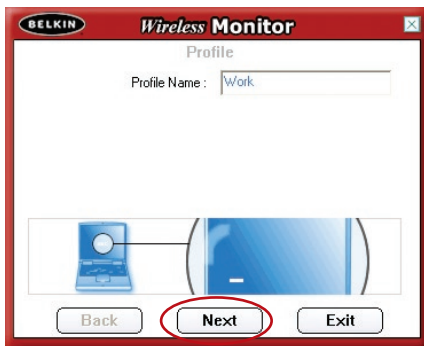 BELKIN Wireless Monitor
Profile
Profile Name : Work
Back Next Exit